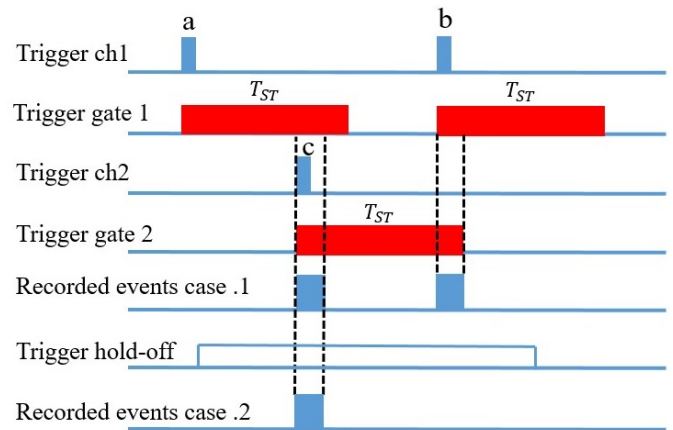 a b
Trigger ch1
T_ST T_ST
Trigger gate 1
c
Trigger ch2
T_ST
Trigger gate 2
Recorded events case .1
Trigger hold-off
Recorded events case .2